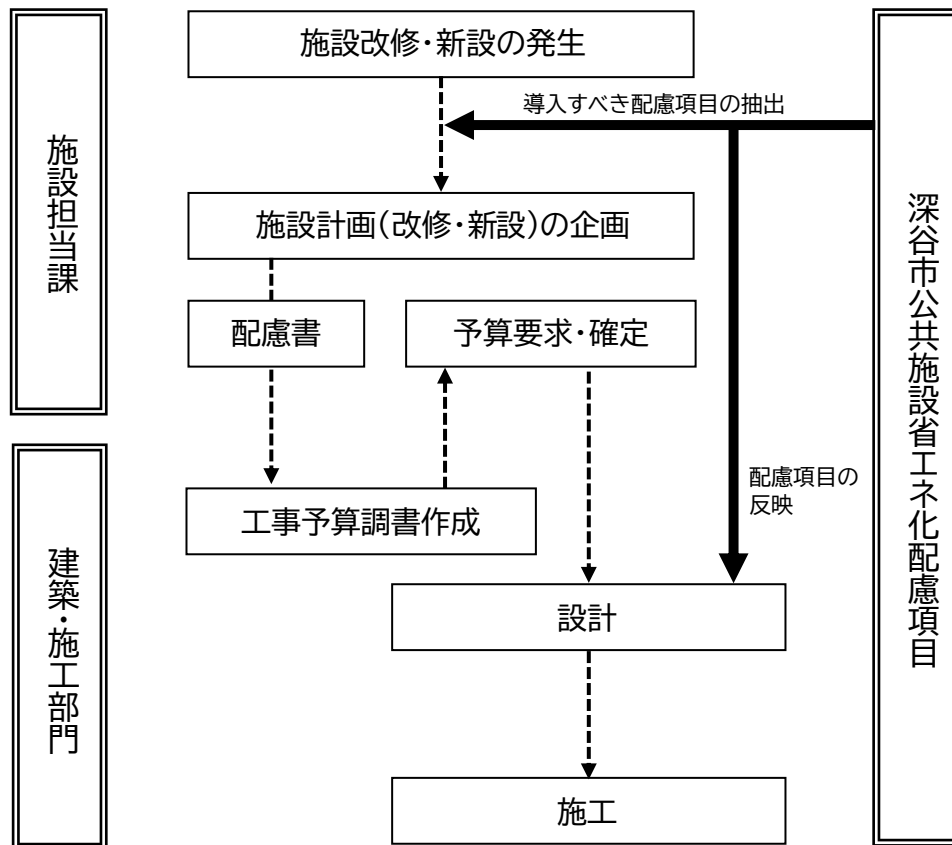 施設改修・新設の発生
導入すべき配慮項目の抽出
施設担当課
施設計画(改修・新設)の企画
配慮書
予算要求・確定
深谷市公共施設省エネ化配慮項目
工事予算調書作成
配慮項目の
反映
建築・施工部門
設計
施工